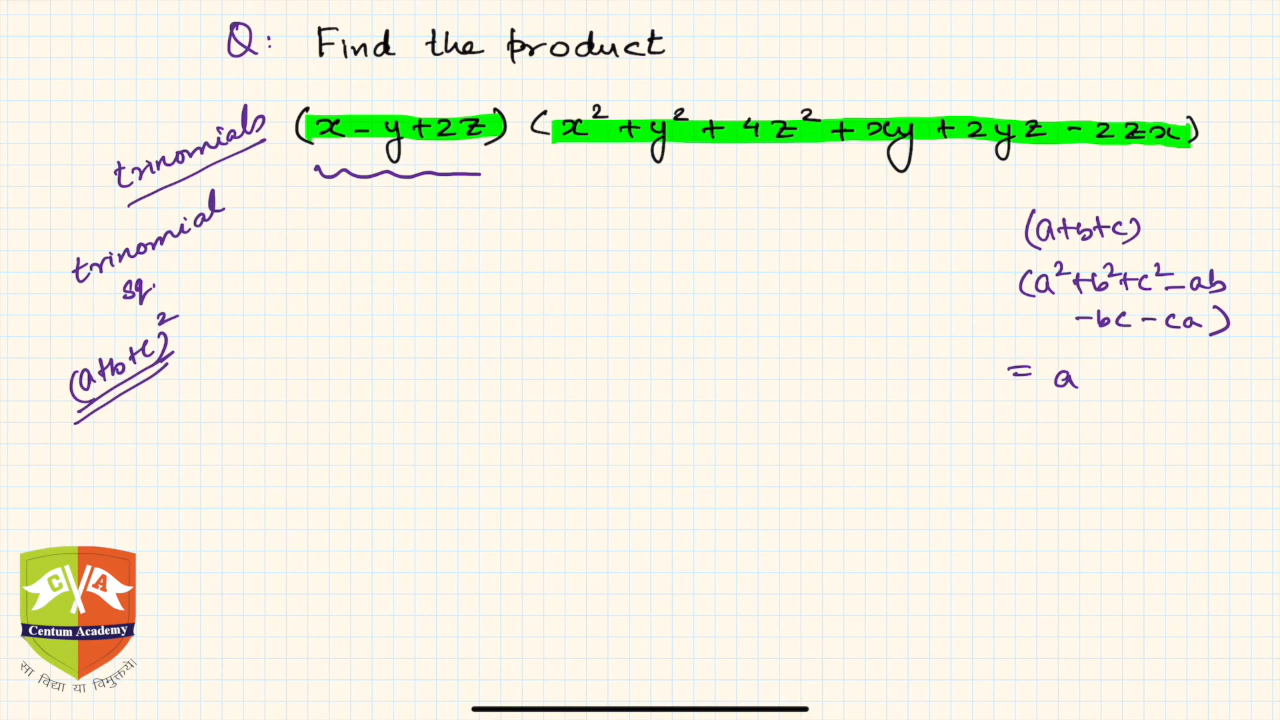 Q: Find the product
(x - y + 2z) (x² + y² + 4z² + xy + 2yz - 2zx)
trinomials
trinomial
sq.
(a+b+c)²
(a+b+c)
(a²+b²+c²-ab
-bc-ca)
= a
CA
Centum Academy
सा विद्या या विमुक्तये।